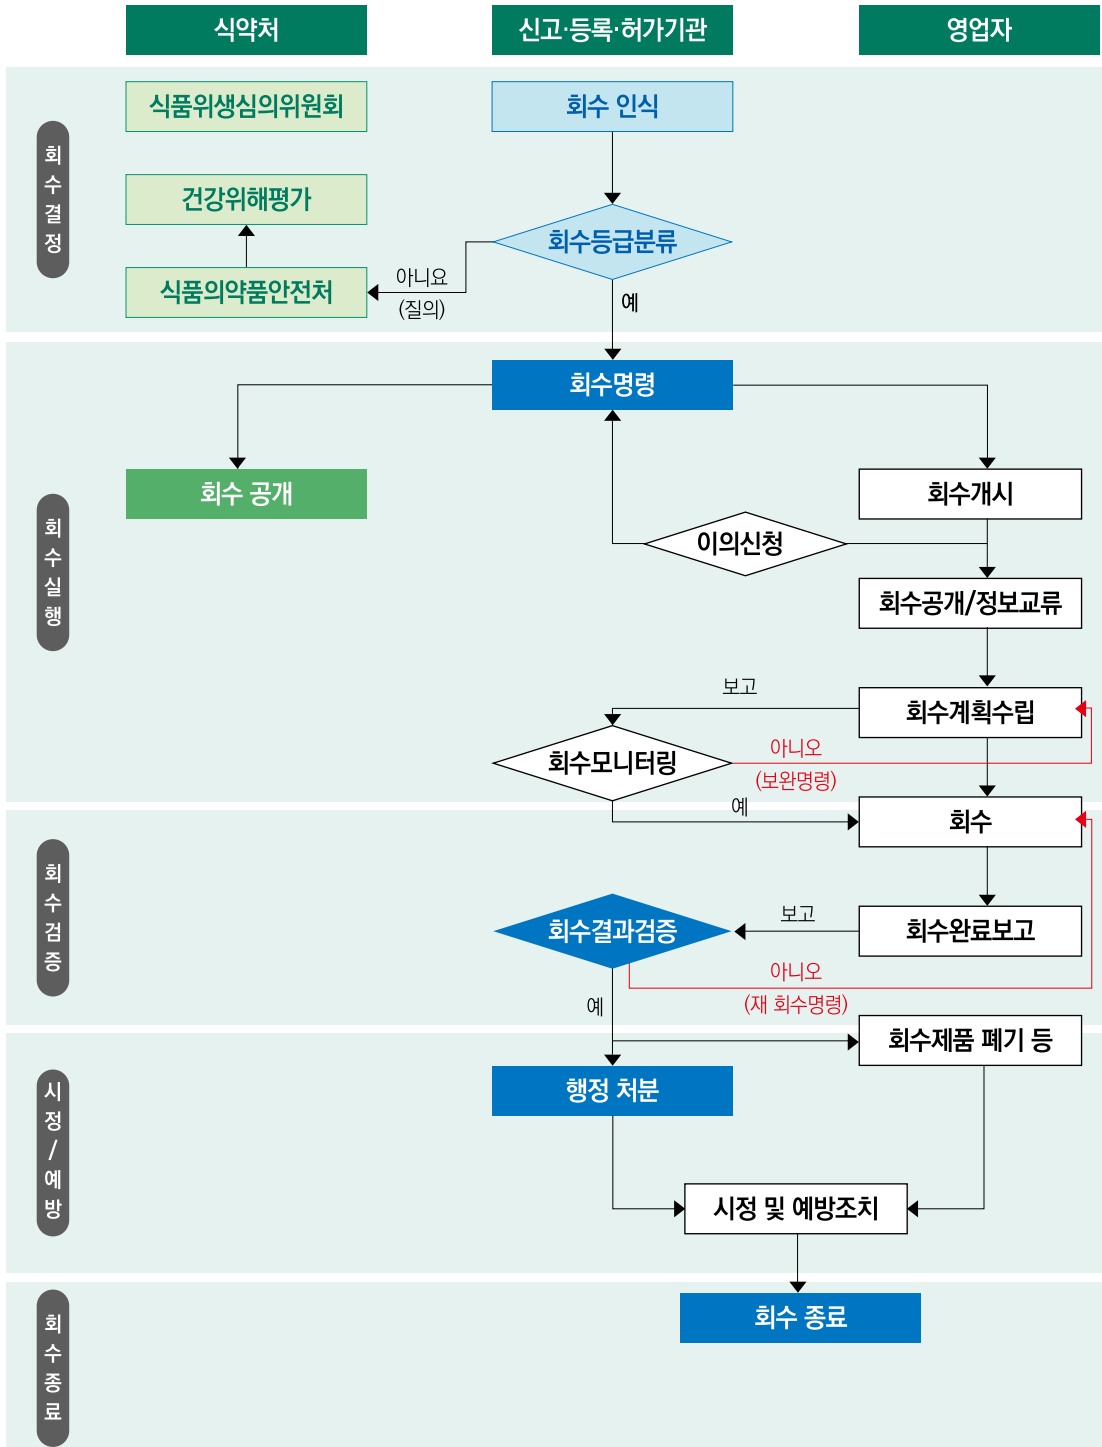 식약처
신고·등록·허가기관
영업자
회수결정
식품위생심의위원회
회수 인식
건강위해평가
회수등급분류
식품의약품안전처
아니요
(질의)
예
회수실행
회수명령
회수 공개
회수개시
이의신청
회수공개/정보교류
보고
회수계획수립
회수모니터링
아니오
(보완명령)
예
회수검증
회수
회수결과검증
보고
회수완료보고
아니오
(재 회수명령)
예
시정/예방
회수제품 폐기 등
행정 처분
시정 및 예방조치
회수종료
회수 종료